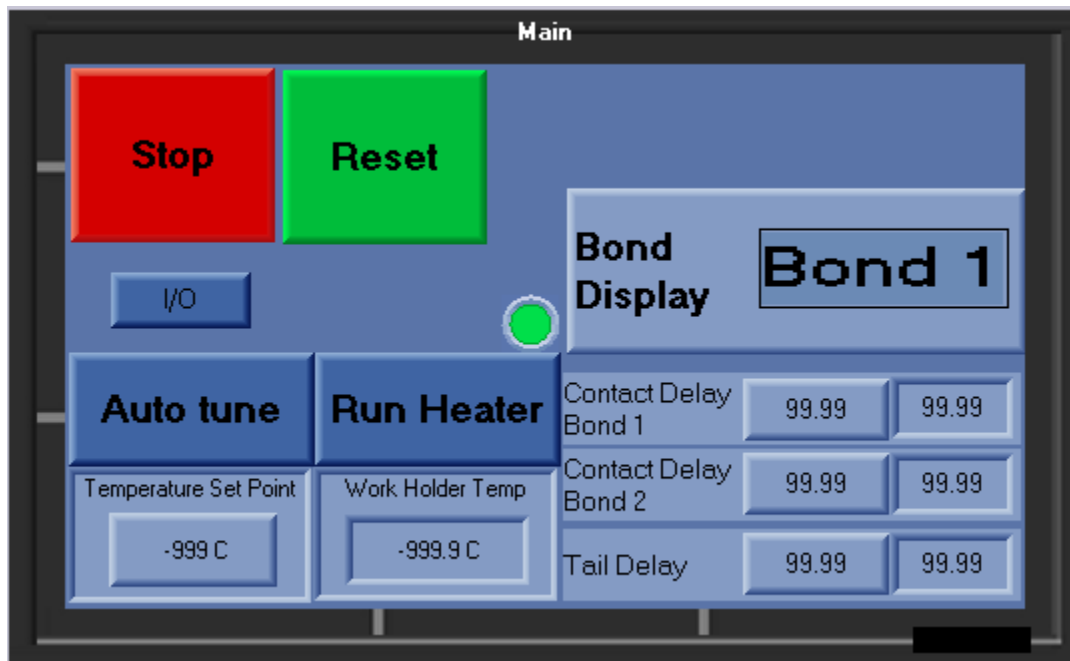 Main
Stop
Reset
I/O
Bond
Display
Bond 1
Auto tune
Run Heater
Temperature Set Point
-999 C
Work Holder Temp
-999.9 C
Contact Delay
Bond 1
99.99
99.99
Contact Delay
Bond 2
99.99
99.99
Tail Delay
99.99
99.99